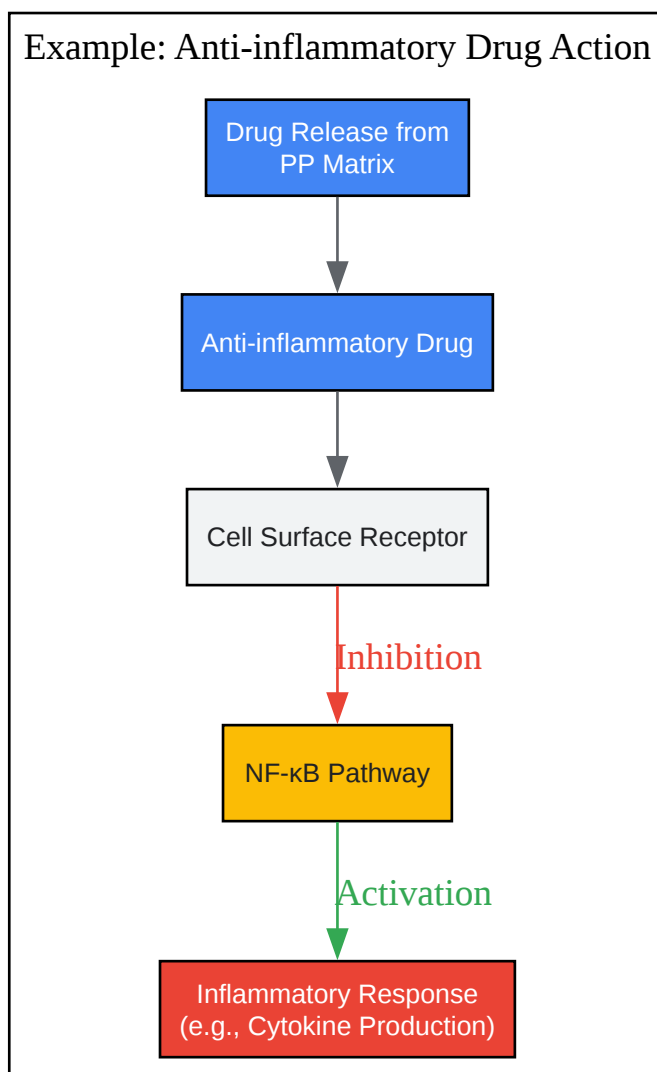 Example: Anti-inflammatory Drug Action
Drug Release from
PP Matrix
Anti-inflammatory Drug
Cell Surface Receptor
Inhibition
NF-κB Pathway
Activation
Inflammatory Response
(e.g., Cytokine Production)